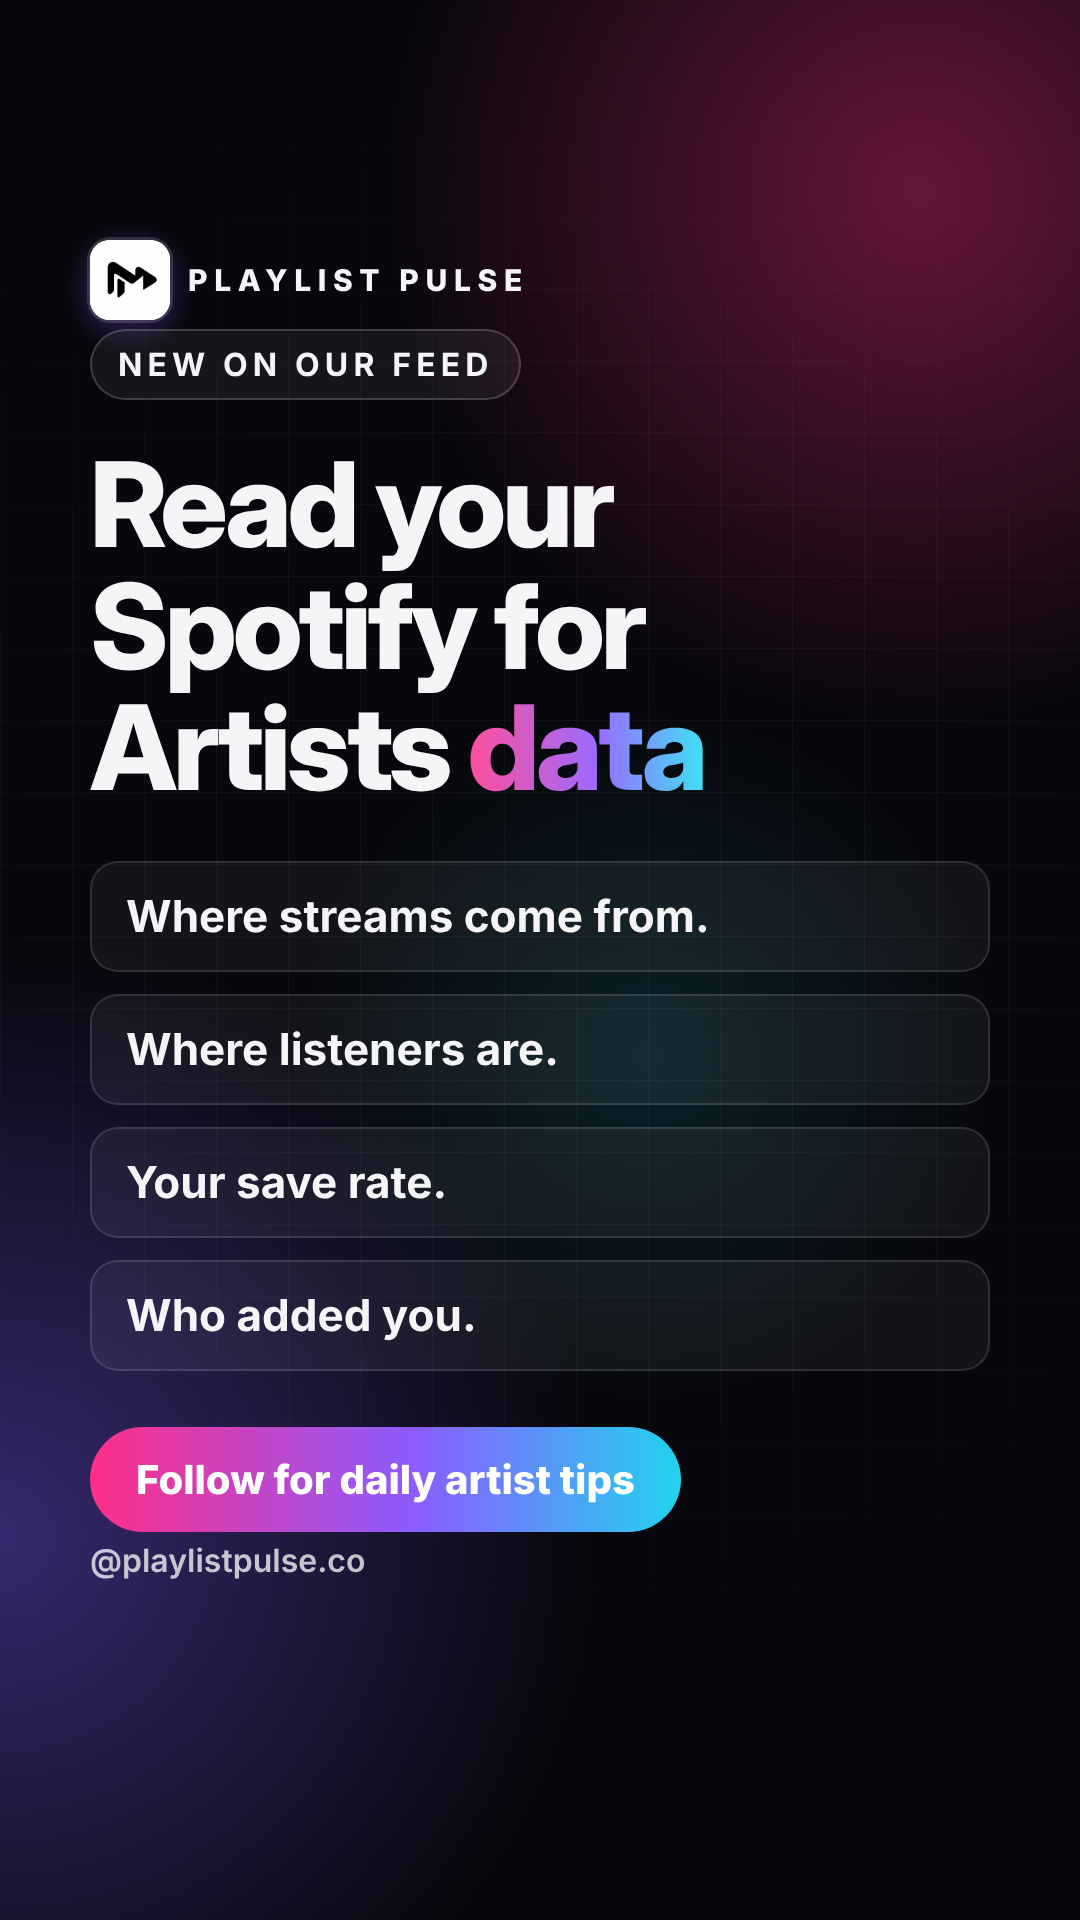 PLAYLIST PULSE
NEW ON OUR FEED
Read your
Spotify for
Artists data
Where streams come from.
Where listeners are.
Your save rate.
Who added you.
Follow for daily artist tips
@playlistpulse.co